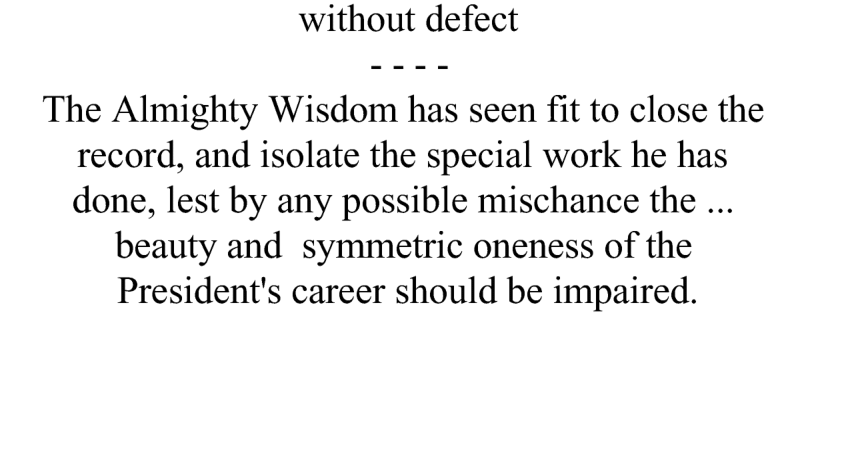 without defect
- - - -
The Almighty Wisdom has seen fit to close the
record, and isolate the special work he has
done, lest by any possible mischance the ...
beauty and  symmetric oneness of the
President's career should be impaired.